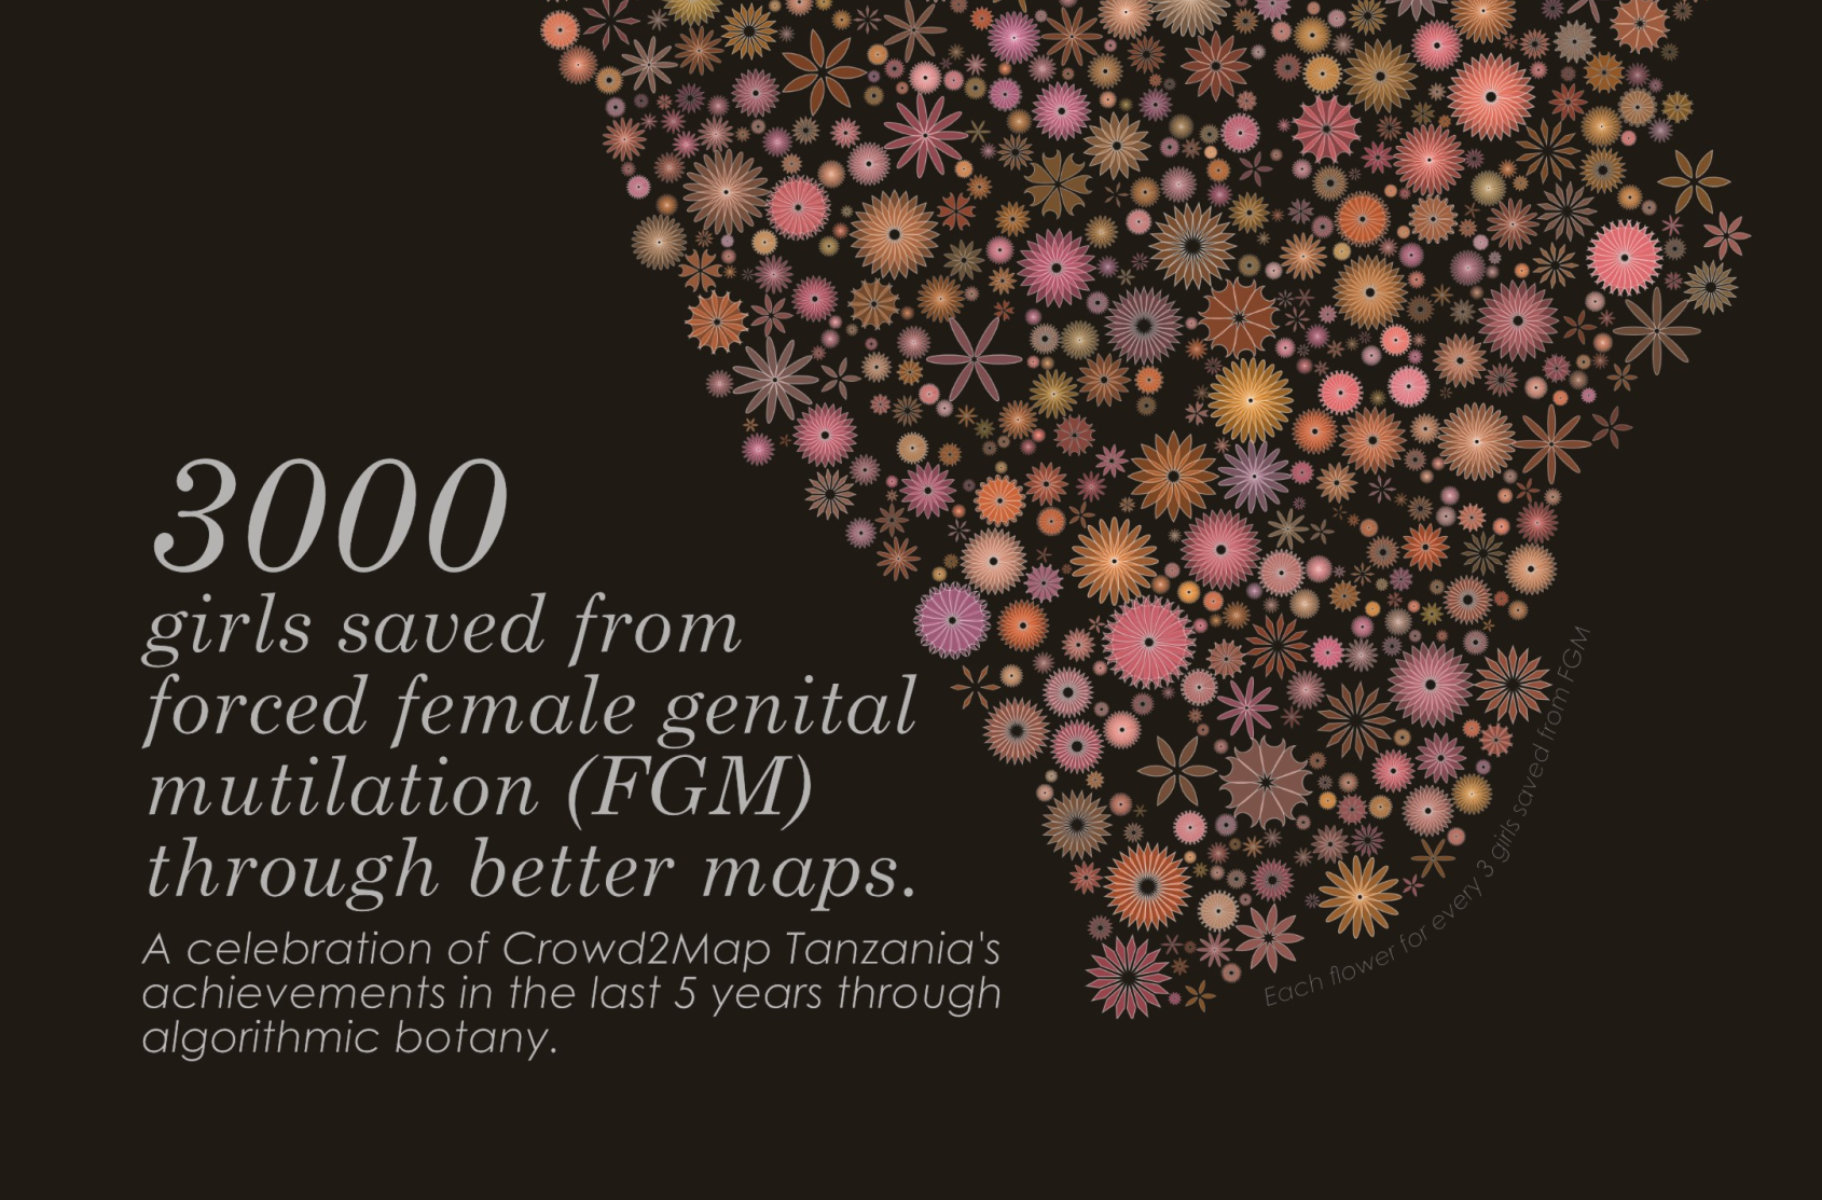 3000
girls saved from
forced female genital
mutilation (FGM)
through better maps.
A celebration of Crowd2Map Tanzania's
achievements in the last 5 years through
algorithmic botany.
Each flower for every 3 girls saved from FGM